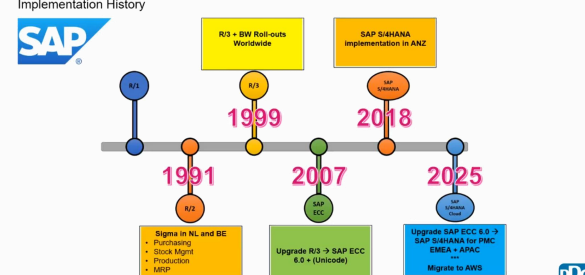 Implementation History
SAP
®
R/3 + BW Roll-outs
Worldwide
SAP S/4HANA
implementation in ANZ
R/1
R/3
SAP
S/4HANA
1999
2018
1991
2007
2025
R/2
SAP
ECC
SAP
S/4HANA
Cloud
Sigma in NL and BE
• Purchasing
• Stock Mgmt
• Production
• MRP
Upgrade R/3 → SAP ECC
6.0 + (Unicode)
Upgrade SAP ECC 6.0 →
SAP S/4HANA for PMC
EMEA + APAC
***
Migrate to AWS